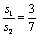 s₁/s₂ = 3/7